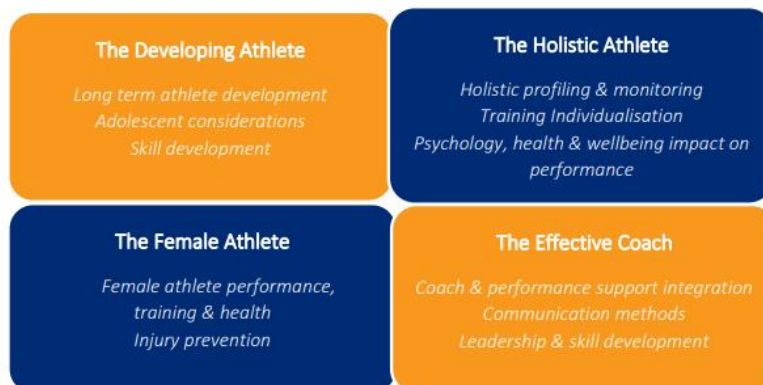 The Developing Athlete
Long term athlete development
Adolescent considerations
Skill development
The Holistic Athlete
Holistic profiling & monitoring
Training Individualisation
Psychology, health & wellbeing impact on
performance
The Female Athlete
Female athlete performance,
training & health
Injury prevention
The Effective Coach
Coach & performance support integration
Communication methods
Leadership & skill development